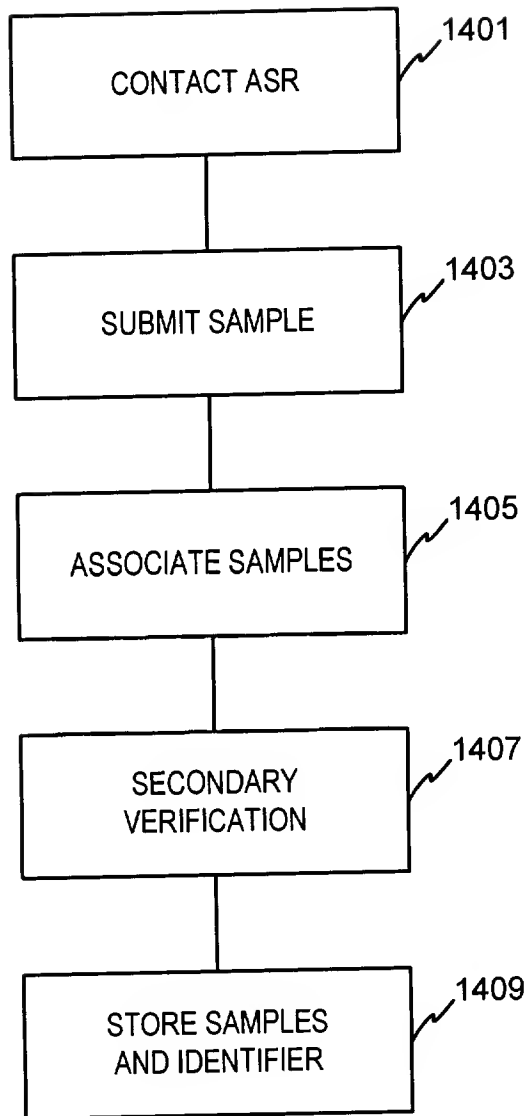 1401
CONTACT ASR
1403
SUBMIT SAMPLE
1405
ASSOCIATE SAMPLES
1407
SECONDARY
VERIFICATION
1409
STORE SAMPLES
AND IDENTIFIER